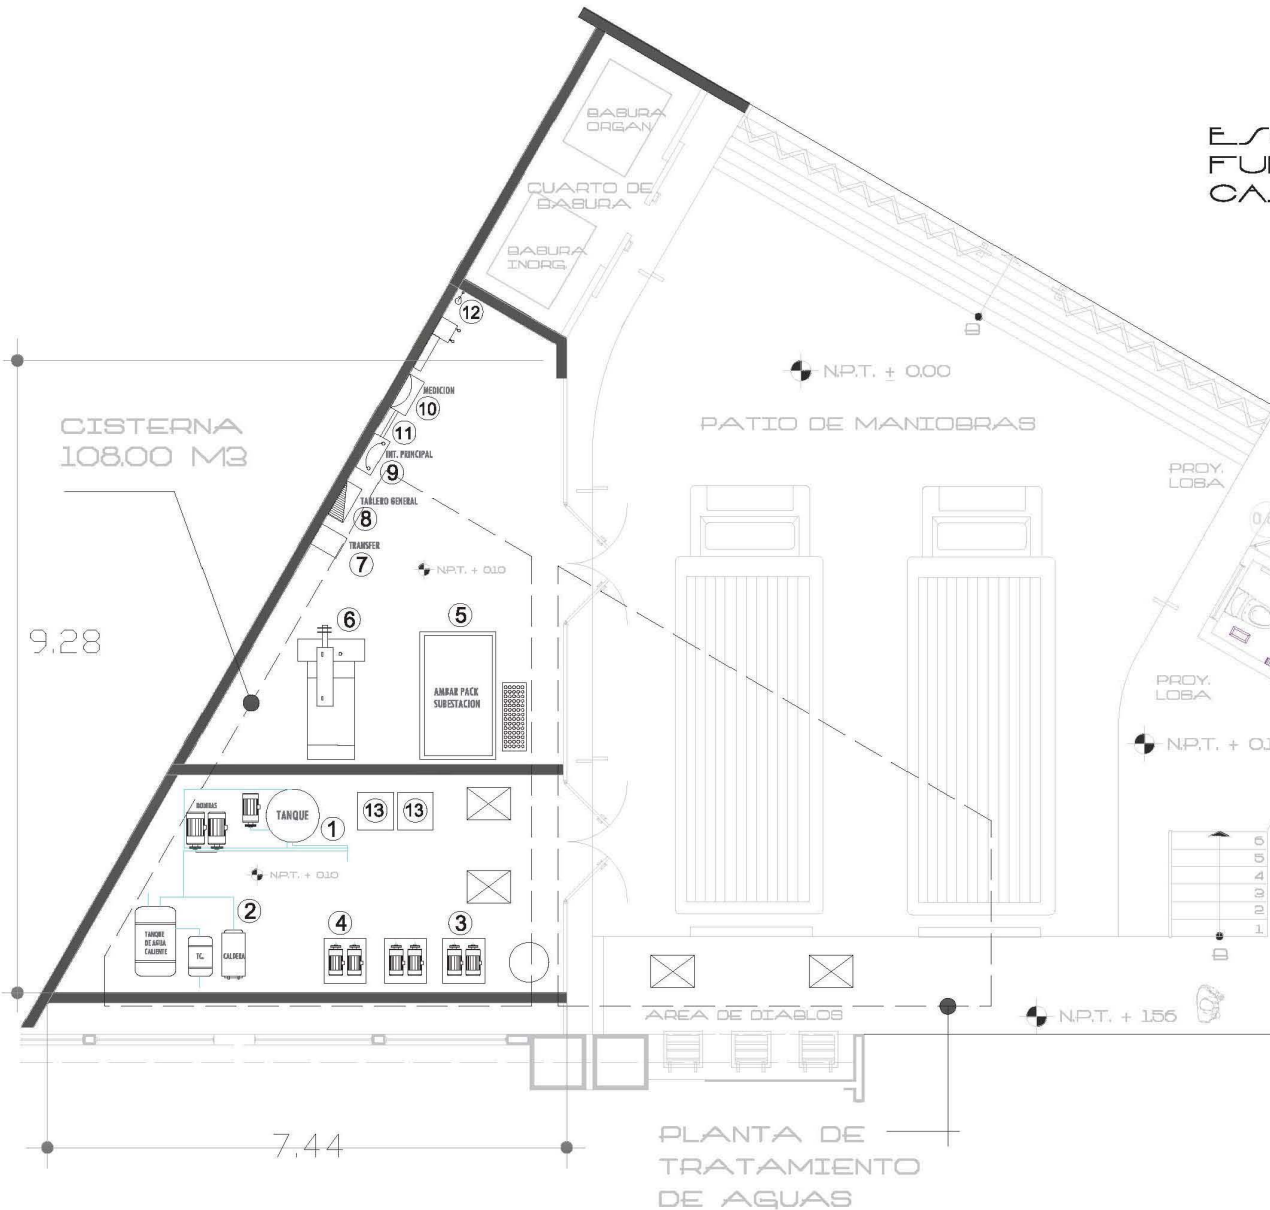 BASURA
ORGAN
CUARTO DE
BASURA
BASURA
INORG.
12
N.P.T. ± 0.00
PATIO DE MANIOBRAS
B
CISTERNA
108.00 M3
MEDICION
10
11
INT. PRINCIPAL
9
TABLERO GENERAL
8
TRANSFER
7
N.P.T. + 0.10
PROY.
LOSA
9.28
6
5
AMBAR PACK
SUBESTACION
PROY.
LOSA
BOMBAS
TANQUE
1
13
13
N.P.T. + 0.10
2
4
3
TANQUE
DE AGUA
CALIENTE
CALDERA
6
5
4
3
2
1
B
AREA DE DIABLOS
N.P.T. + 1.56
7.44
PLANTA DE
TRATAMIENTO
DE AGUAS